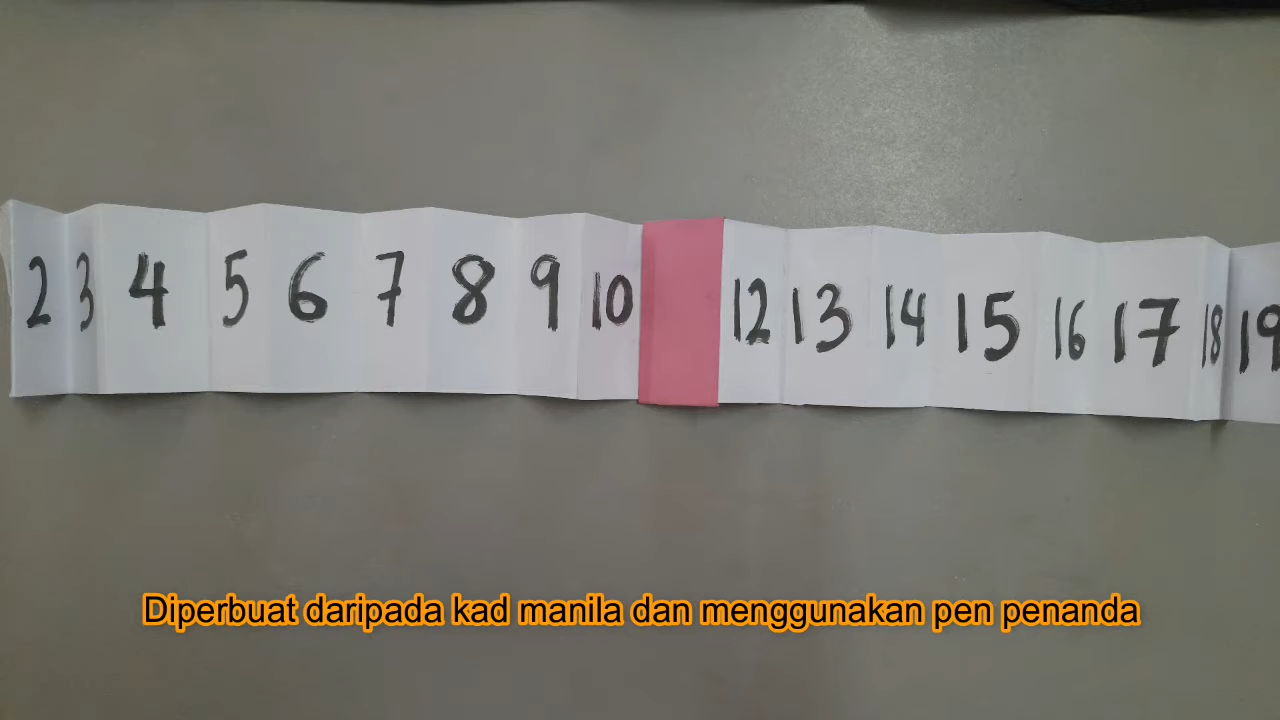 2 3 4 5 6 7 8 9 10 12 13 14 15 16 17 18 19
Diperbuat daripada kad manila dan menggunakan pen penanda